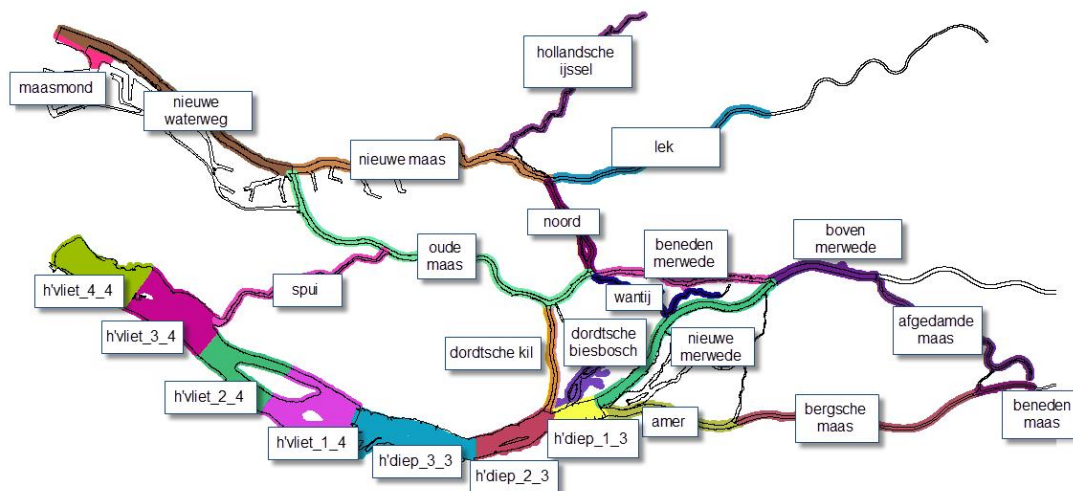 hollandsche
ijssel
maasmond
nieuwe
waterweg
nieuwe maas
lek
noord
boven
merwede
oude
maas
beneden
merwede
h'vliet_4_4
spui
wantij
afgedamde
maas
h'vliet_3_4
dordtsche kil
dordtsche
biesbosch
nieuwe
merwede
h'vliet_2_4
amer
bergsche
maas
beneden
maas
h'vliet_1_4
h'diep_1_3
h'diep_3_3
h'diep_2_3